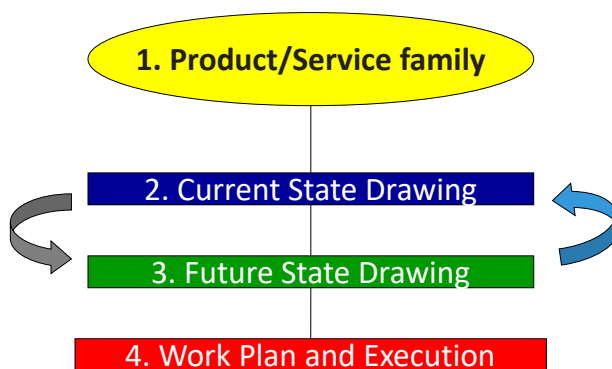 1. Product/Service family
2. Current State Drawing
3. Future State Drawing
4. Work Plan and Execution